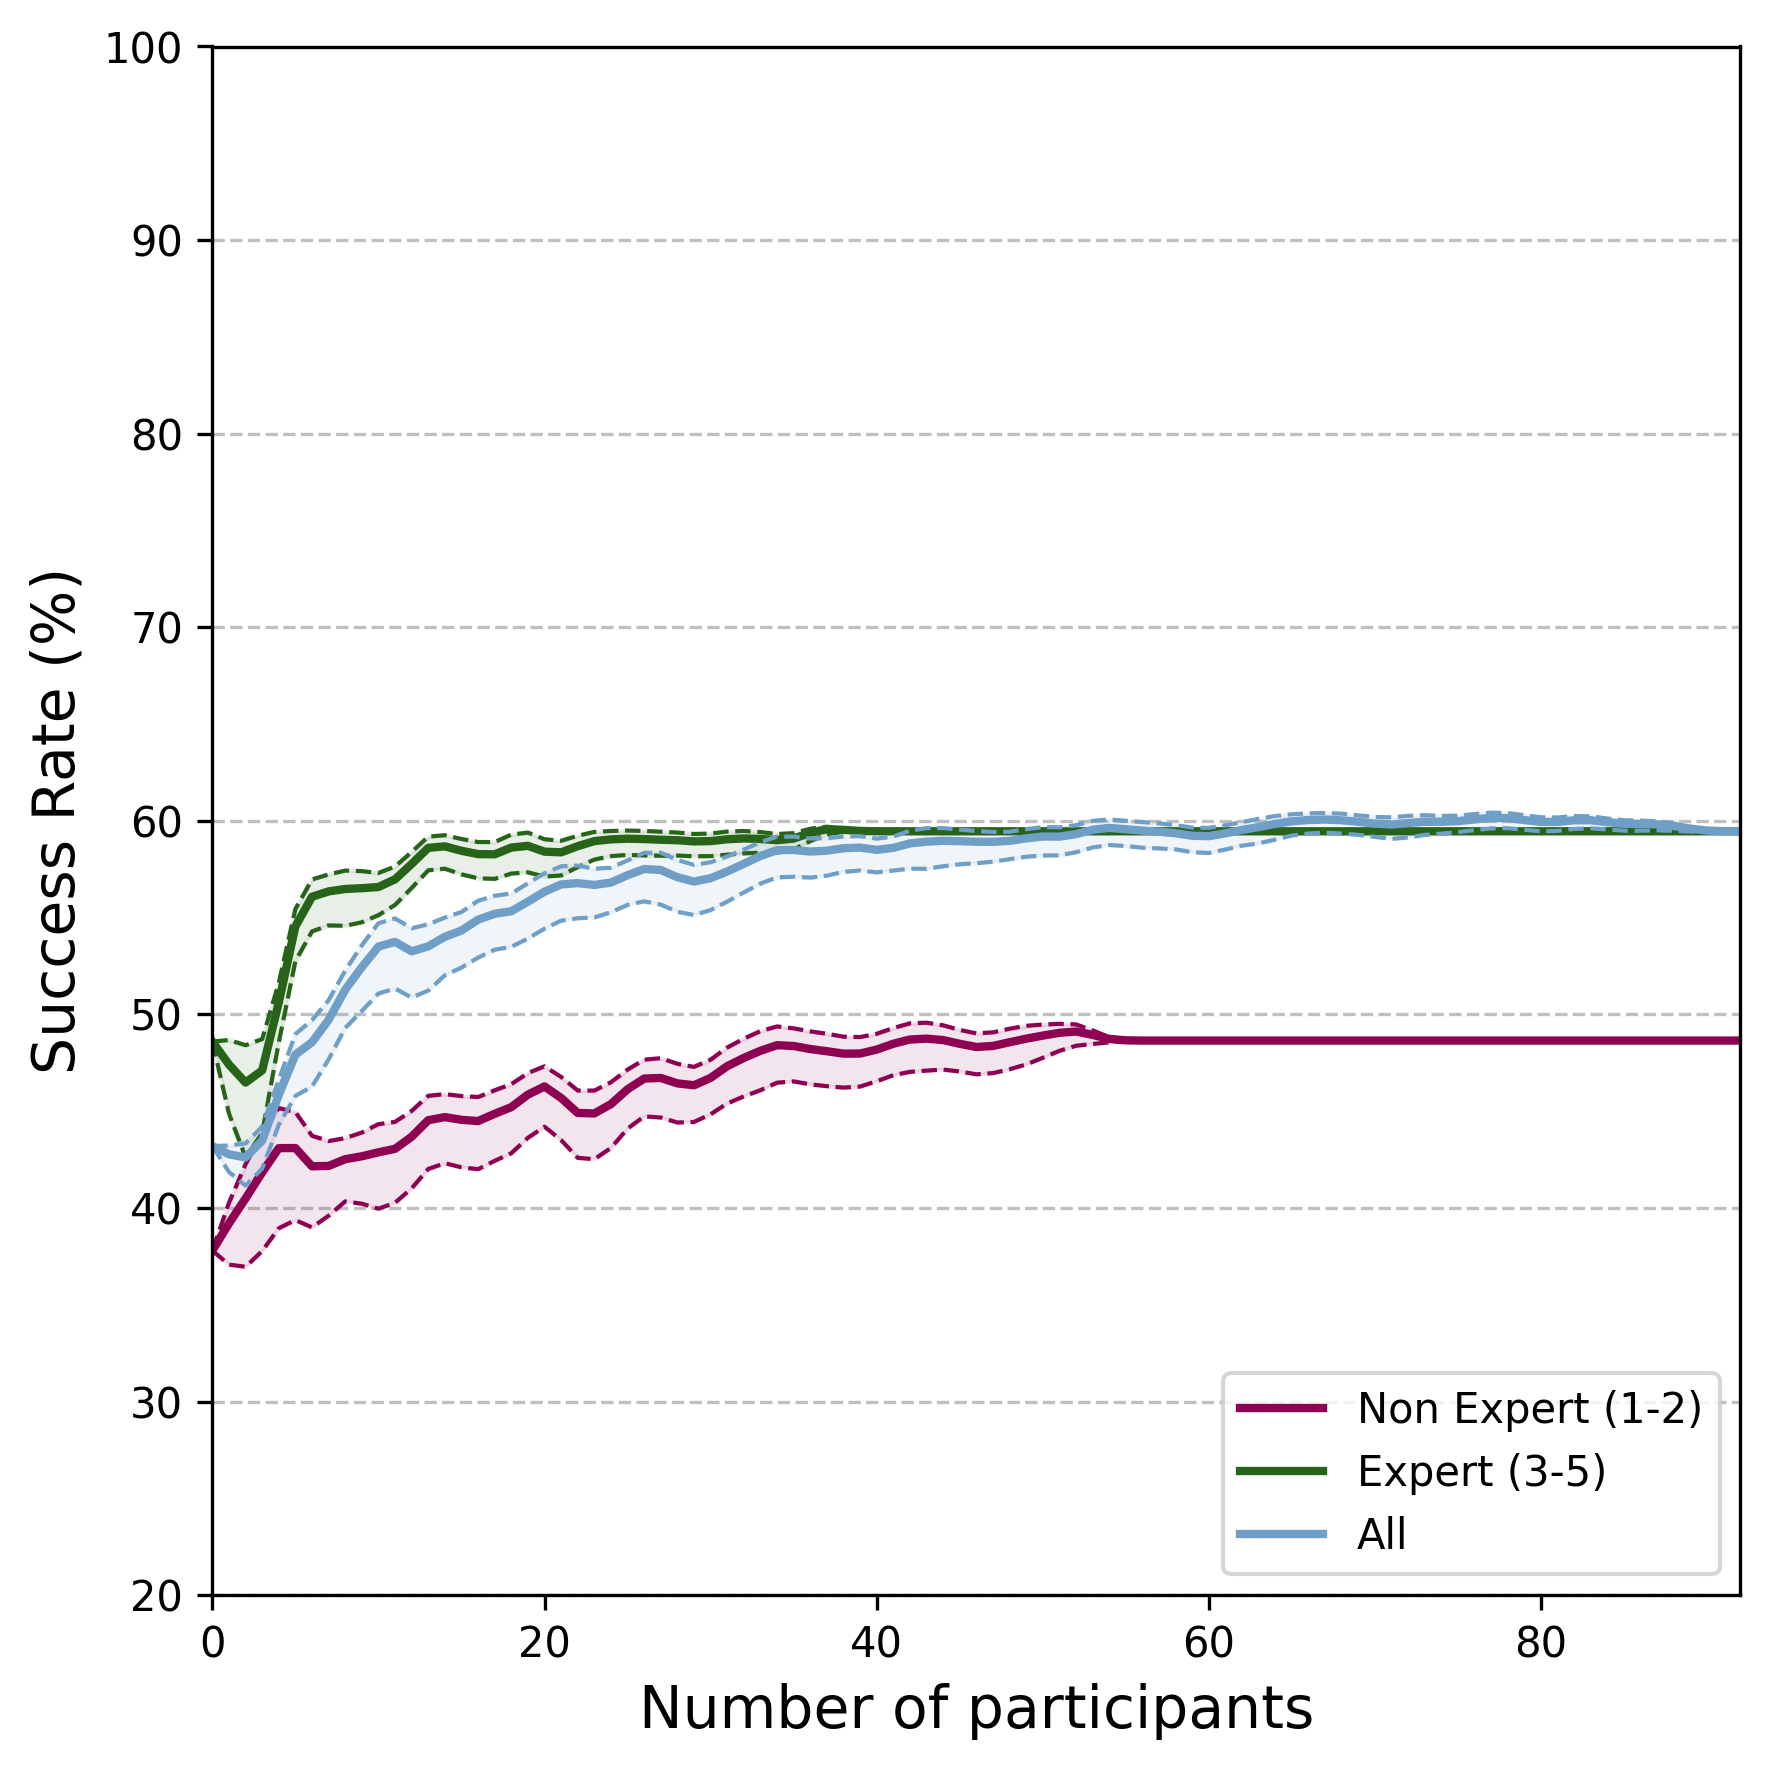 100
90
80
70
60
50
40
30
20
Success Rate (%)
0 20 40 60 80
Number of participants
Non Expert (1-2)
Expert (3-5)
All